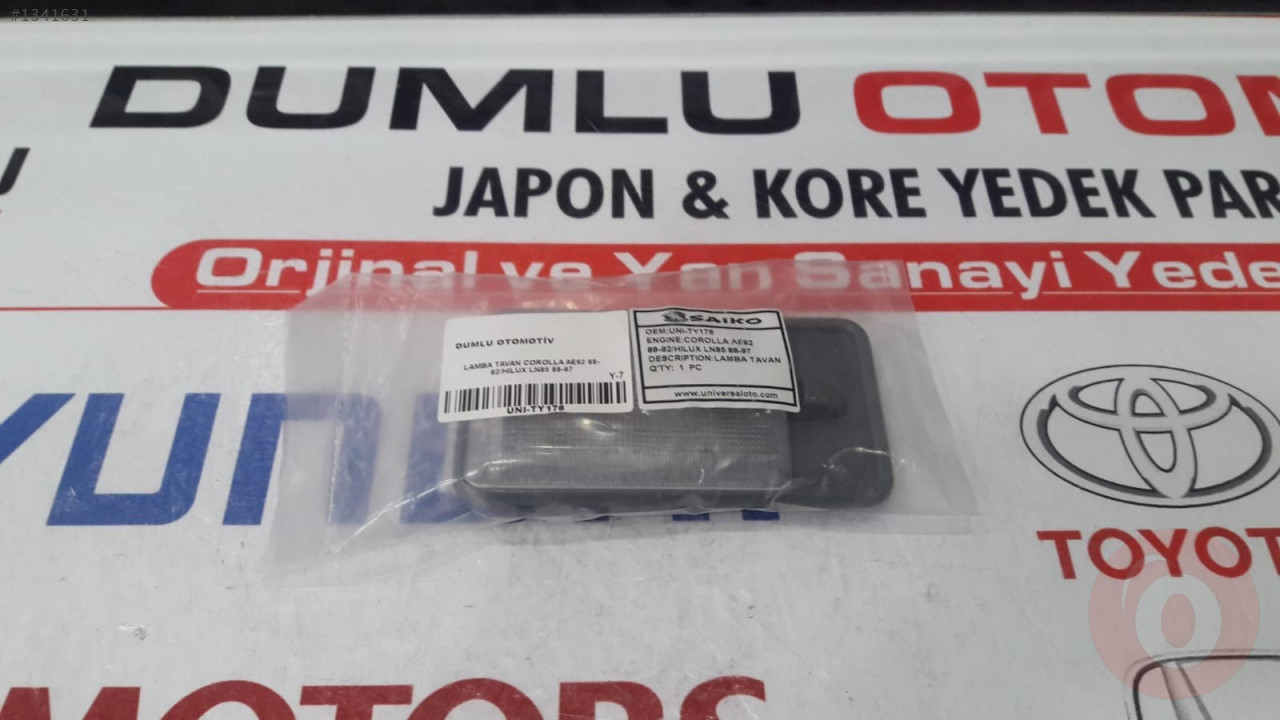 #1341631
DUMLU OTOM
JAPON & KORE YEDEK PAR
Orjinal ve Yan Sanayi Yede
DUMLU OTOMOTİV
LAMBA TAVAN COROLLA AE92 88-
92/HILUX LN85 88-97
Y-7
UNI-TY176
SAIKO
OEM:UNI-TY176
ENGINE:COROLLA AE92
88-92/HILUX LN85 88-97
DESCRIPTION:LAMBA TAVAN
Q'TY: 1 PC
www.universaloto.com
YUN
TOYOT
MOTORS